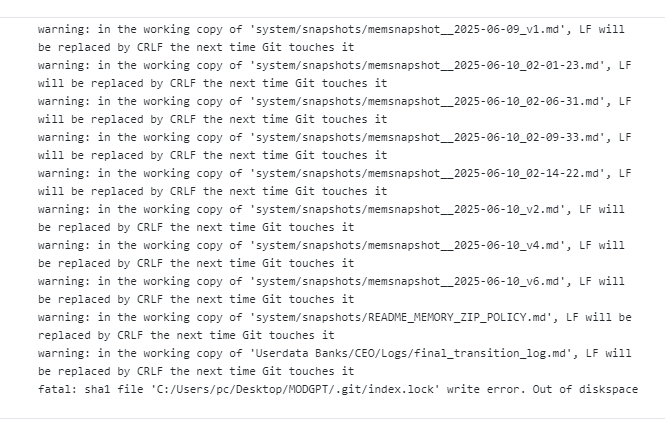 warning: in the working copy of 'system/snapshots/memsnapshot__2025-06-09_v1.md', LF will
be replaced by CRLF the next time Git touches it
warning: in the working copy of 'system/snapshots/memsnapshot__2025-06-10_02-01-23.md', LF
will be replaced by CRLF the next time Git touches it
warning: in the working copy of 'system/snapshots/memsnapshot__2025-06-10_02-06-31.md', LF
will be replaced by CRLF the next time Git touches it
warning: in the working copy of 'system/snapshots/memsnapshot__2025-06-10_02-09-33.md', LF
will be replaced by CRLF the next time Git touches it
warning: in the working copy of 'system/snapshots/memsnapshot__2025-06-10_02-14-22.md', LF
will be replaced by CRLF the next time Git touches it
warning: in the working copy of 'system/snapshots/memsnapshot__2025-06-10_v2.md', LF will
be replaced by CRLF the next time Git touches it
warning: in the working copy of 'system/snapshots/memsnapshot__2025-06-10_v4.md', LF will
be replaced by CRLF the next time Git touches it
warning: in the working copy of 'system/snapshots/memsnapshot__2025-06-10_v6.md', LF will
be replaced by CRLF the next time Git touches it
warning: in the working copy of 'system/snapshots/README_MEMORY_ZIP_POLICY.md', LF will be
replaced by CRLF the next time Git touches it
warning: in the working copy of 'Userdata Banks/CEO/Logs/final_transition_log.md', LF will
be replaced by CRLF the next time Git touches it
fatal: sha1 file 'C:/Users/pc/Desktop/MODGPT/.git/index.lock' write error. Out of diskspace